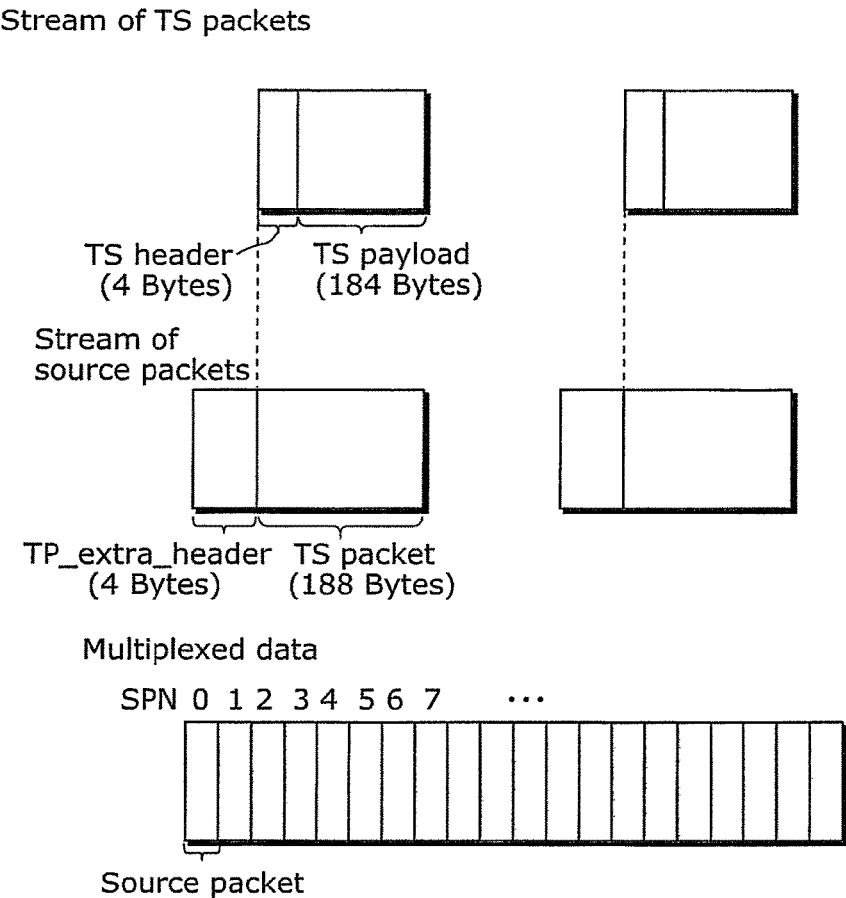 Stream of TS packets
TS header TS payload
(4 Bytes) (184 Bytes)
Stream of
source packets
TP_extra_header TS packet
(4 Bytes) (188 Bytes)
Multiplexed data
SPN 0 1 2 3 4 5 6 7 ...
Source packet